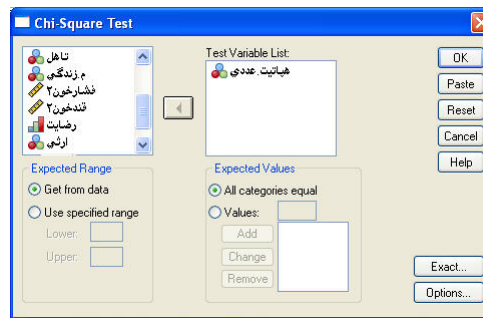 Chi-Square Test
تاهل
م.زندگي
فشارخون۲
قندخون۲
رضایت
ارثي
Test Variable List:
هپاتیت.عددی
OK
Paste
Reset
Cancel
Help
Expected Range
Get from data
Use specified range
Lower:
Upper:
Expected Values
All categories equal
Values:
Add
Change
Remove
Exact...
Options...